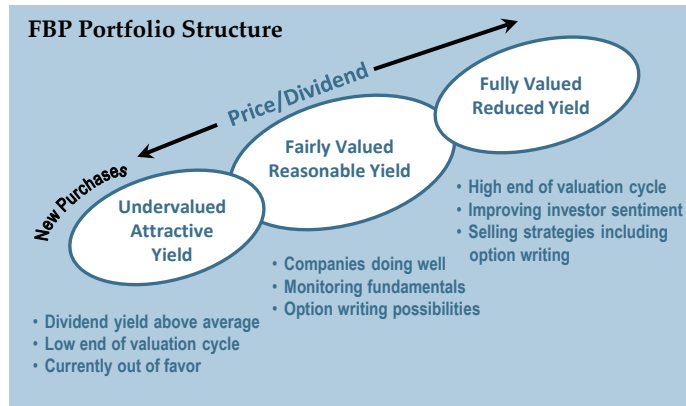 FBP Portfolio Structure
Price/Dividend
New Purchases
Undervalued
Attractive
Yield
• Dividend yield above average
• Low end of valuation cycle
• Currently out of favor
Fairly Valued
Reasonable Yield
• Companies doing well
• Monitoring fundamentals
• Option writing possibilities
Fully Valued
Reduced Yield
• High end of valuation cycle
• Improving investor sentiment
• Selling strategies including
option writing